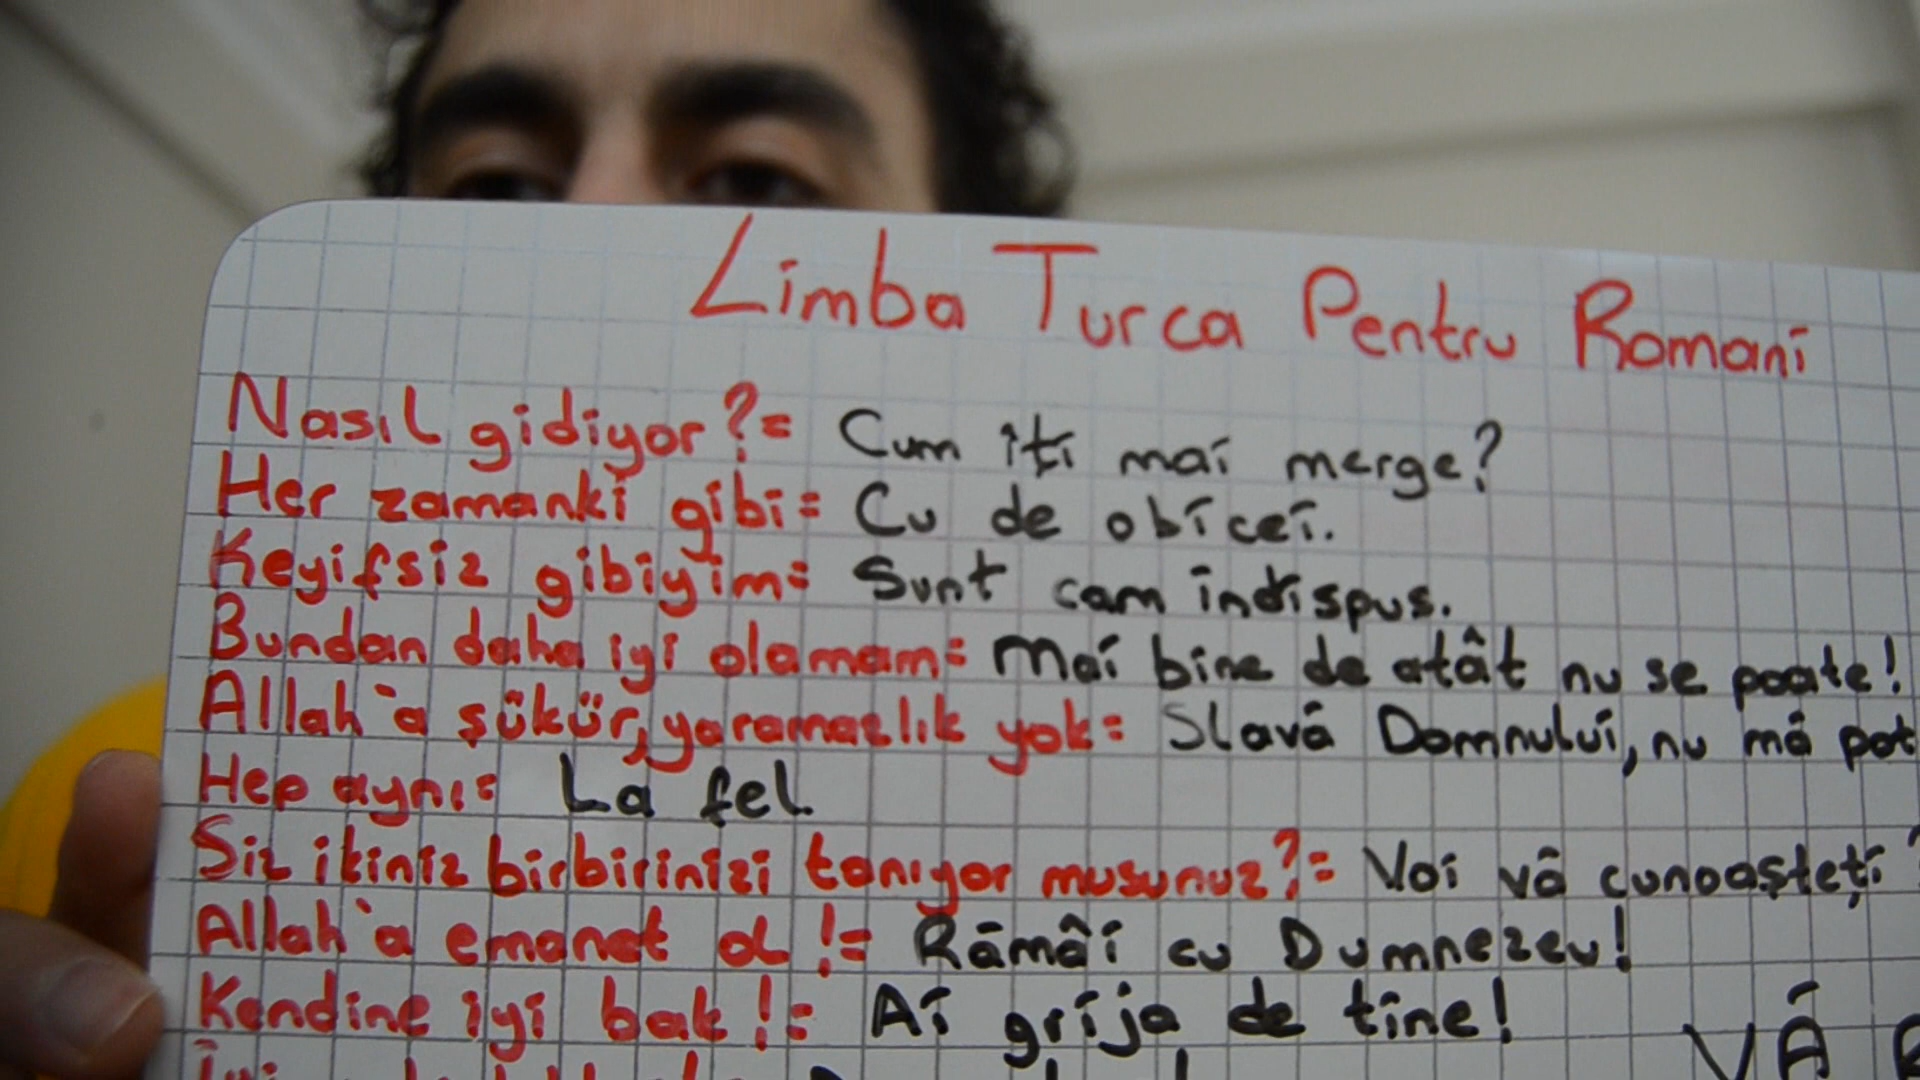 Limba Turca Pentru Romani
Nasıl gidiyor?= Cum îţi mai merge?
Her zamanki gibi= Cu de obicei.
Keyifsiz gibiyim= Sunt cam indispus.
Bundan daha iyi olamam= Mai bine de atât nu se poate!
Allah'a şükür, yaramazlık yok= Slavă Domnului, nu mă pot
Hep aynı= La fel.
Siz ikiniz birbirinizi tanıyor musunuz?= Voi vă cunoaşteţi?
Allah'a emanet ol!= Rămâi cu Dumnezeu!
Kendine iyi bak!= Ai grija de tine!
VĂ